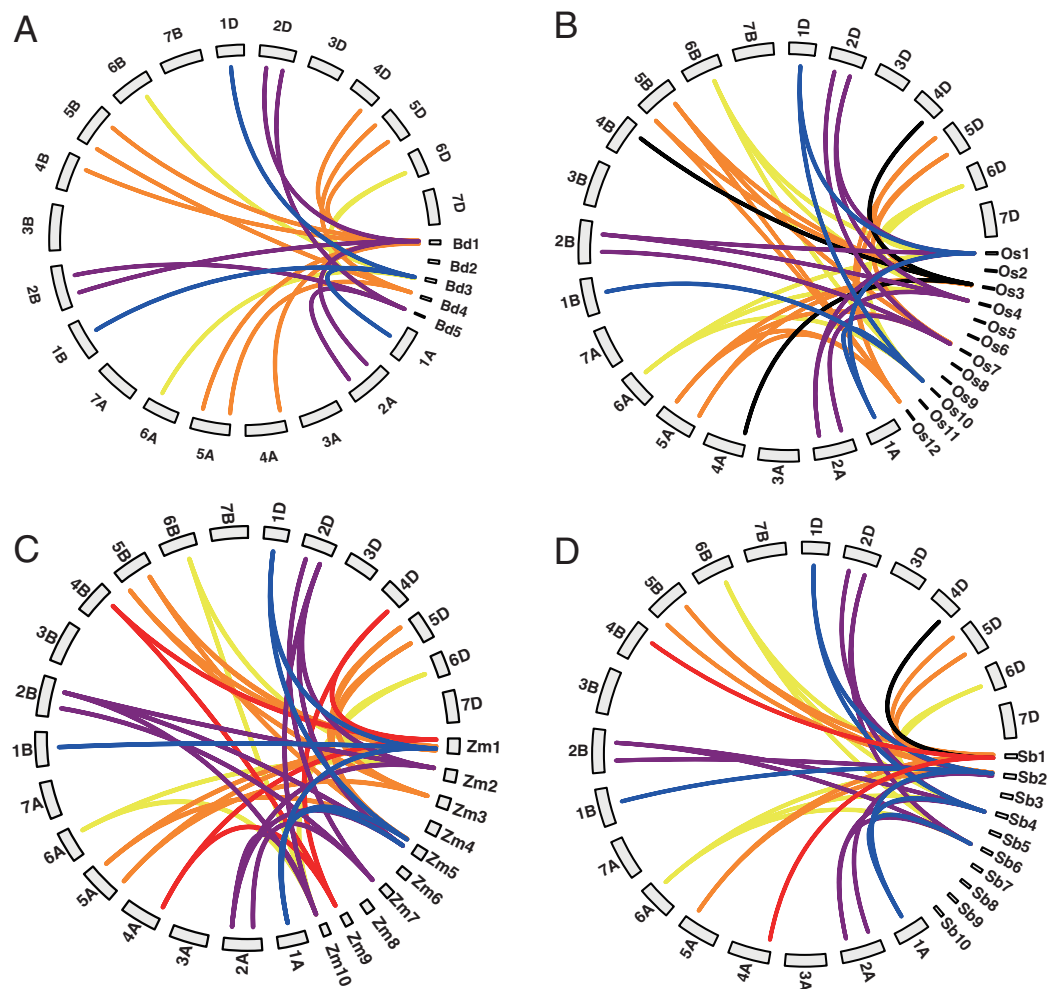 A
1D
2D
3D
4D
5D
6D
7D
Bd1
Bd2
Bd3
Bd4
Bd5
1A
2A
3A
4A
5A
6A
7A
1B
2B
3B
4B
5B
6B
7B
B
1D
2D
3D
4D
5D
6D
7D
Os1
Os2
Os3
Os4
Os5
Os6
Os7
Os8
Os9
Os10
Os11
Os12
1A
2A
3A
4A
5A
6A
7A
1B
2B
3B
4B
5B
6B
7B
C
1D
2D
3D
4D
5D
6D
7D
Zm1
Zm2
Zm3
Zm4
Zm5
Zm6
Zm7
Zm8
Zm9
Zm10
1A
2A
3A
4A
5A
6A
7A
1B
2B
3B
4B
5B
6B
7B
D
1D
2D
3D
4D
5D
6D
7D
Sb1
Sb2
Sb3
Sb4
Sb5
Sb6
Sb7
Sb8
Sb9
Sb10
1A
2A
3A
4A
5A
6A
7A
1B
2B
3B
4B
5B
6B
7B